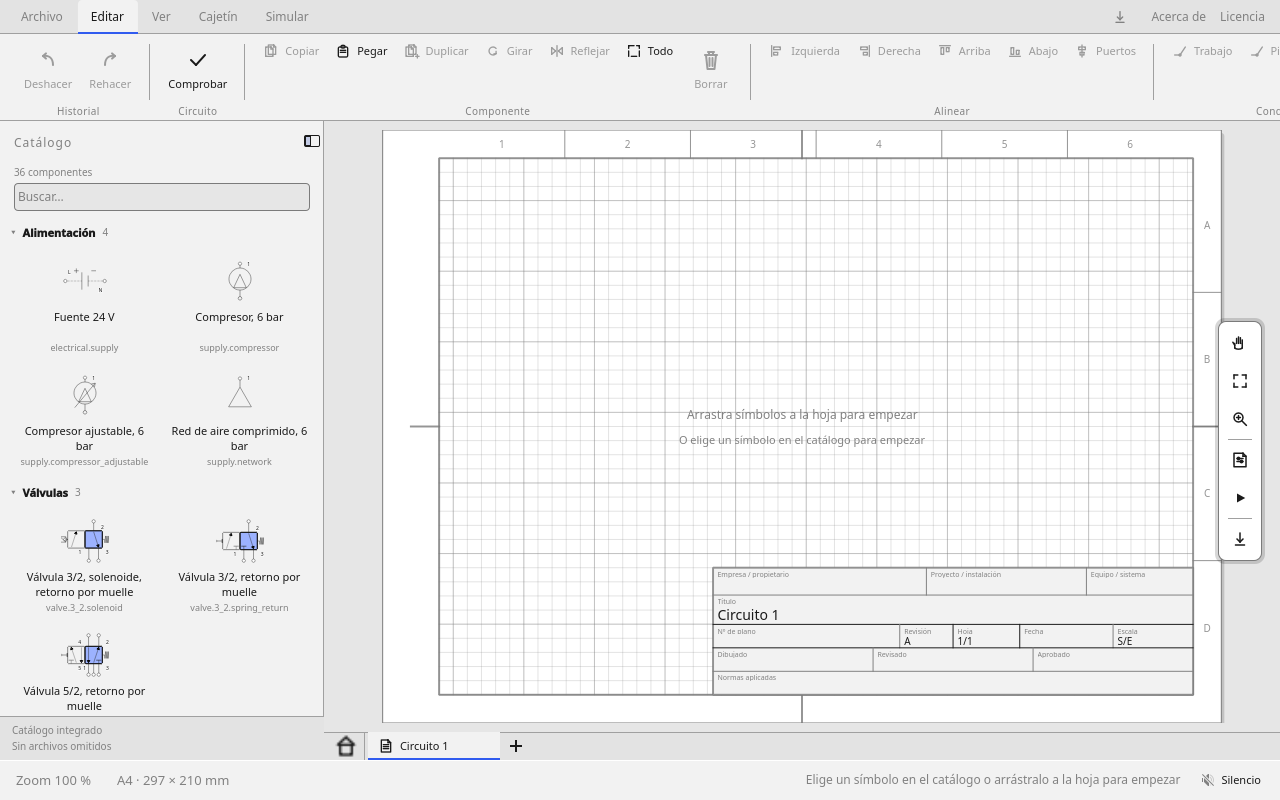 Archivo Editar Ver Cajetín Simular Acerca de Licencia
Deshacer Rehacer Comprobar Copiar Pegar Duplicar Girar Reflejar Todo Borrar Izquierda Derecha Arriba Abajo Puertos Trabajo
Historial Circuito Componente Alinear
Catálogo
36 componentes
Buscar...
Alimentación 4
Fuente 24 V
electrical.supply
Compresor, 6 bar
supply.compressor
Compresor ajustable, 6
bar
supply.compressor_adjustable
Red de aire comprimido, 6
bar
supply.network
Válvulas 3
Válvula 3/2, solenoide,
retorno por muelle
valve.3_2.solenoid
Válvula 3/2, retorno por
muelle
valve.3_2.spring_return
Válvula 5/2, retorno por
muelle
Catálogo integrado
Sin archivos omitidos
1 2 3 4 5 6
A
B
C
D
Arrastra símbolos a la hoja para empezar
O elige un símbolo en el catálogo para empezar
Empresa / propietario Proyecto / instalación Equipo / sistema
Título
Circuito 1
Nº de plano Revisión Hoja Fecha Escala
A 1/1 S/E
Dibujado Revisado Aprobado
Normas aplicadas
Circuito 1
Zoom 100 % A4 · 297 × 210 mm Elige un símbolo en el catálogo o arrástralo a la hoja para empezar Silencio